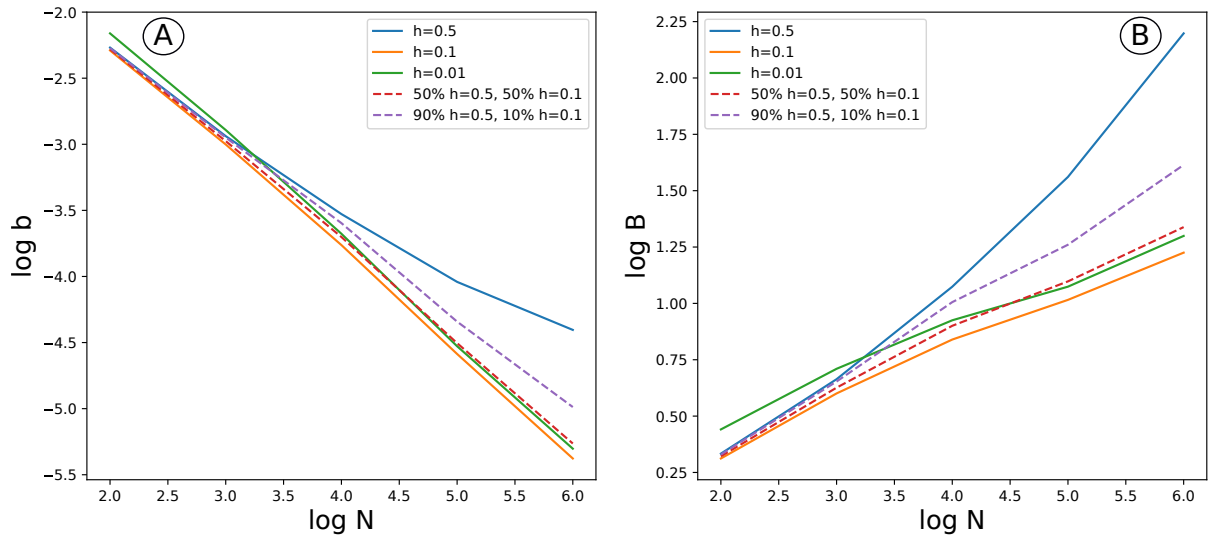 A
h=0.5
h=0.1
h=0.01
50% h=0.5, 50% h=0.1
90% h=0.5, 10% h=0.1
log b
−2.0
−2.5
−3.0
−3.5
−4.0
−4.5
−5.0
−5.5
2.0 2.5 3.0 3.5 4.0 4.5 5.0 5.5 6.0
log N
B
h=0.5
h=0.1
h=0.01
50% h=0.5, 50% h=0.1
90% h=0.5, 10% h=0.1
log B
2.25
2.00
1.75
1.50
1.25
1.00
0.75
0.50
0.25
2.0 2.5 3.0 3.5 4.0 4.5 5.0 5.5 6.0
log N